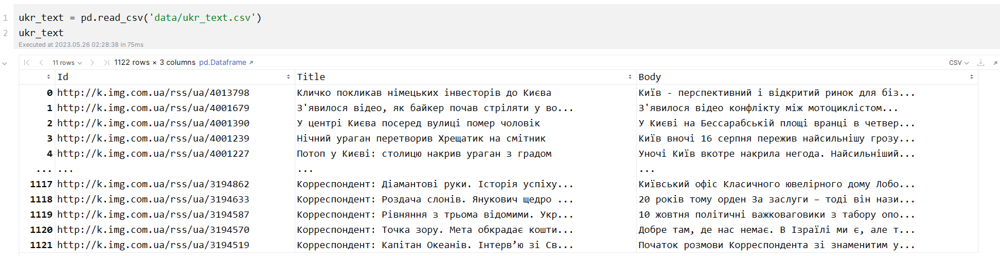 1 ukr_text = pd.read_csv('data/ukr_text.csv')
2 ukr_text
Executed at 2023.05.26 02:28:38 in 75ms
11 rows 1122 rows × 3 columns pd.Dataframe CSV
Id Title Body
0 http://k.img.com.ua/rss/ua/4013798 Кличко покликав німецьких інвесторів до Києва Київ - перспективний і відкритий ринок для біз...
1 http://k.img.com.ua/rss/ua/4001679 З'явилося відео, як байкер почав стріляти у во... З'явилося відео конфлікту між мотоциклістом...
2 http://k.img.com.ua/rss/ua/4001390 У центрі Києва посеред вулиці помер чоловік У Києві на Бессарабській площі вранці в четвер...
3 http://k.img.com.ua/rss/ua/4001239 Нічний ураган перетворив Хрещатик на смітник Київ вночі 16 серпня пережив найсильнішу грозу...
4 http://k.img.com.ua/rss/ua/4001227 Потоп у Києві: столицю накрив ураган з градом Уночі Київ вкотре накрила негода. Найсильніший...
... ... ... ...
1117 http://k.img.com.ua/rss/ua/3194862 Корреспондент: Діамантові руки. Історія успіху... Київський офіс Класичного ювелірного дому Лобо...
1118 http://k.img.com.ua/rss/ua/3194633 Корреспондент: Роздача слонів. Янукович щедро ... 20 років тому орден За заслуги – тоді він нази...
1119 http://k.img.com.ua/rss/ua/3194587 Корреспондент: Рівняння з трьома відомими. Укр... 10 жовтня політичні важковаговики з табору опо...
1120 http://k.img.com.ua/rss/ua/3194570 Корреспондент: Точка зору. Мета обкрадає кошти... Добре там, де нас немає. В Ізраїлі ми є, але т...
1121 http://k.img.com.ua/rss/ua/3194519 Корреспондент: Капітан Океанів. Інтерв’ю зі Св... Початок розмови Корреспондента зі знаменитим у...